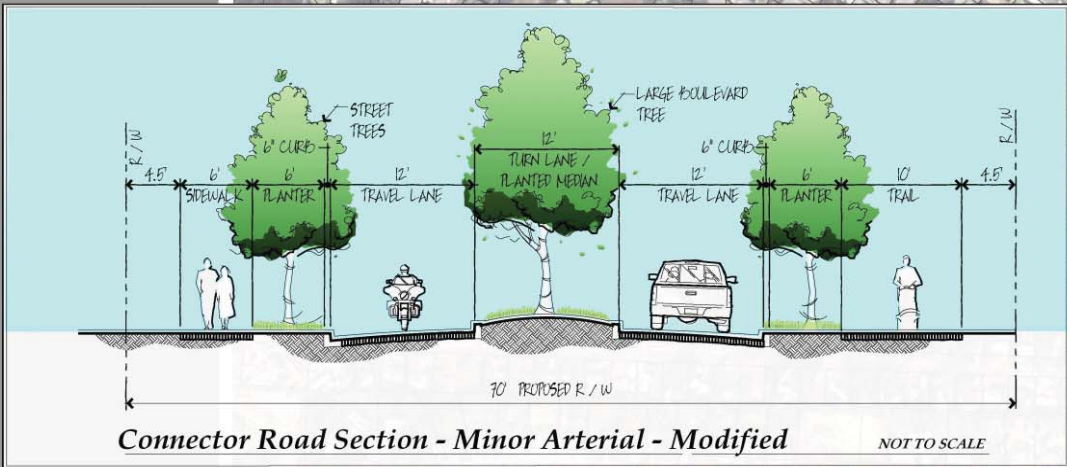 STREET
TREES
LARGE BOULEVARD
TREE
R / W
R / W
6" CURB
12'
6" CURB
TURN LANE /
PLANTED MEDIAN
4.5'
6'
6'
12'
12'
6'
10'
4.5'
SIDEWALK
PLANTER
TRAVEL LANE
TRAVEL LANE
PLANTER
TRAIL
70' PROPOSED R / W
Connector Road Section - Minor Arterial - Modified
NOT TO SCALE